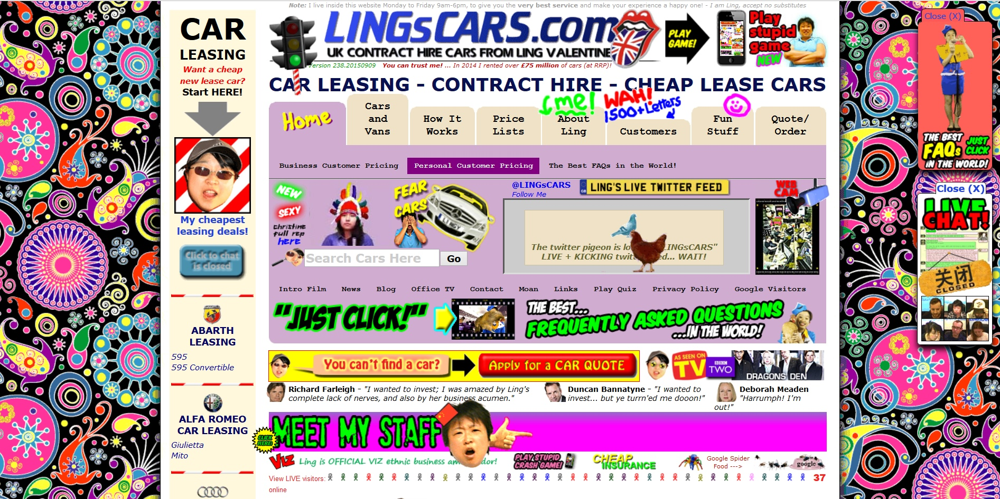 Note: I live inside this website Monday to Friday 9am-6pm, to give you the very best service and make your experience a happy one! - I am Ling, accept no substitutes
CAR
LEASING
Want a cheap
new lease car?
Start HERE!
My cheapest
leasing deals!
Click to chat
is closed
ABARTH
LEASING
595
595 Convertible
ALFA ROMEO
CAR LEASING
Giulietta
Mito
LINGsCARS.com
UK CONTRACT HIRE CARS FROM LING VALENTINE
PLAY
GAME!
Play
stupid
game
NEW
version 238.20150909 You can trust me! ... In 2014 I rented over £75 million of cars (at RRP)!
CAR LEASING - CONTRACT HIRE - CHEAP LEASE CARS
me!
WAH!
1500+Letters
Home
Cars
and
Vans
How It
Works
Price
Lists
About
Ling
Customers
Fun
Stuff
Quote/
Order
Business Customer Pricing
Personal Customer Pricing
The Best FAQs in the World!
NEW
SEXY
christine
full rep
here
FEAR
CARS
LINGY
@LINGsCARS
Follow Me
GB
LING'S LIVE TWITTER FEED
WEB
CAM
The twitter pigeon is LINGsCARS"
LIVE + KICKING WAIT!
Search Cars Here
Go
Intro Film News Blog Office TV Contact Moan Links Play Quiz Privacy Policy Google Visitors
"JUST CLICK!"
THE BEST...
FREQUENTLY ASKED QUESTIONS
...IN THE WORLD!
You can't find a car?
Apply for a CAR QUOTE
AS SEEN ON
TV
BBC
TWO
DRAGONS DEN
Richard Farleigh - "I wanted to invest; I was amazed by Ling's
complete lack of nerves, and also by her business acumen."
Duncan Bannatyne - "I wanted to
invest... but ye turrn'ed me dooon!"
Deborah Meaden
"Harrumph! I'm
out!"
CLICK
HERE!
MEET MY STAFF
VIZ
Ling is OFFICIAL VIZ ethnic business ambassador!
PLAY STUPID
CRASH GAME!
CHEAP
INSURANCE
Google Spider
Food --->
google
View LIVE visitors:
37
online
Close (X)
THE BEST
FAQs
JUST
CLICK
IN THE WORLD!
Close (X)
LIVE
CHAT!
关闭
CLOSED